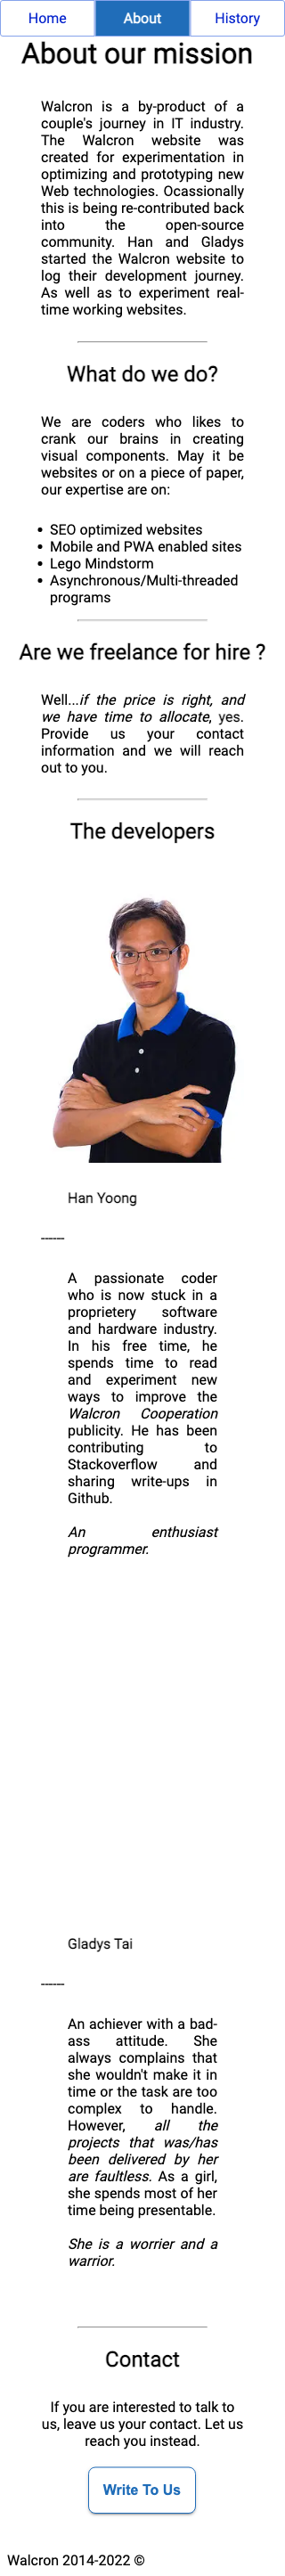 Home About History
About our mission
Walcron is a by-product of a
couple's journey in IT industry.
The Walcron website was
created for experimentation in
optimizing and prototyping new
Web technologies. Ocassionally
this is being re-contributed back
into the open-source
community. Han and Gladys
started the Walcron website to
log their development journey.
As well as to experiment real-
time working websites.
What do we do?
We are coders who likes to
crank our brains in creating
visual components. May it be
websites or on a piece of paper,
our expertise are on:
• SEO optimized websites
• Mobile and PWA enabled sites
• Lego Mindstorm
• Asynchronous/Multi-threaded
programs
Are we freelance for hire ?
Well...if the price is right, and
we have time to allocate, yes.
Provide us your contact
information and we will reach
out to you.
The developers
Han Yoong
------
A passionate coder
who is now stuck in a
proprietery software
and hardware industry.
In his free time, he
spends time to read
and experiment new
ways to improve the
Walcron Cooperation
publicity. He has been
contributing to
Stackoverflow and
sharing write-ups in
Github.
An enthusiast
programmer.
Gladys Tai
------
An achiever with a bad-
ass attitude. She
always complains that
she wouldn't make it in
time or the task are too
complex to handle.
However, all the
projects that was/has
been delivered by her
are faultless. As a girl,
she spends most of her
time being presentable.
She is a worrier and a
warrior.
Contact
If you are interested to talk to
us, leave us your contact. Let us
reach you instead.
Write To Us
Walcron 2014-2022 ©